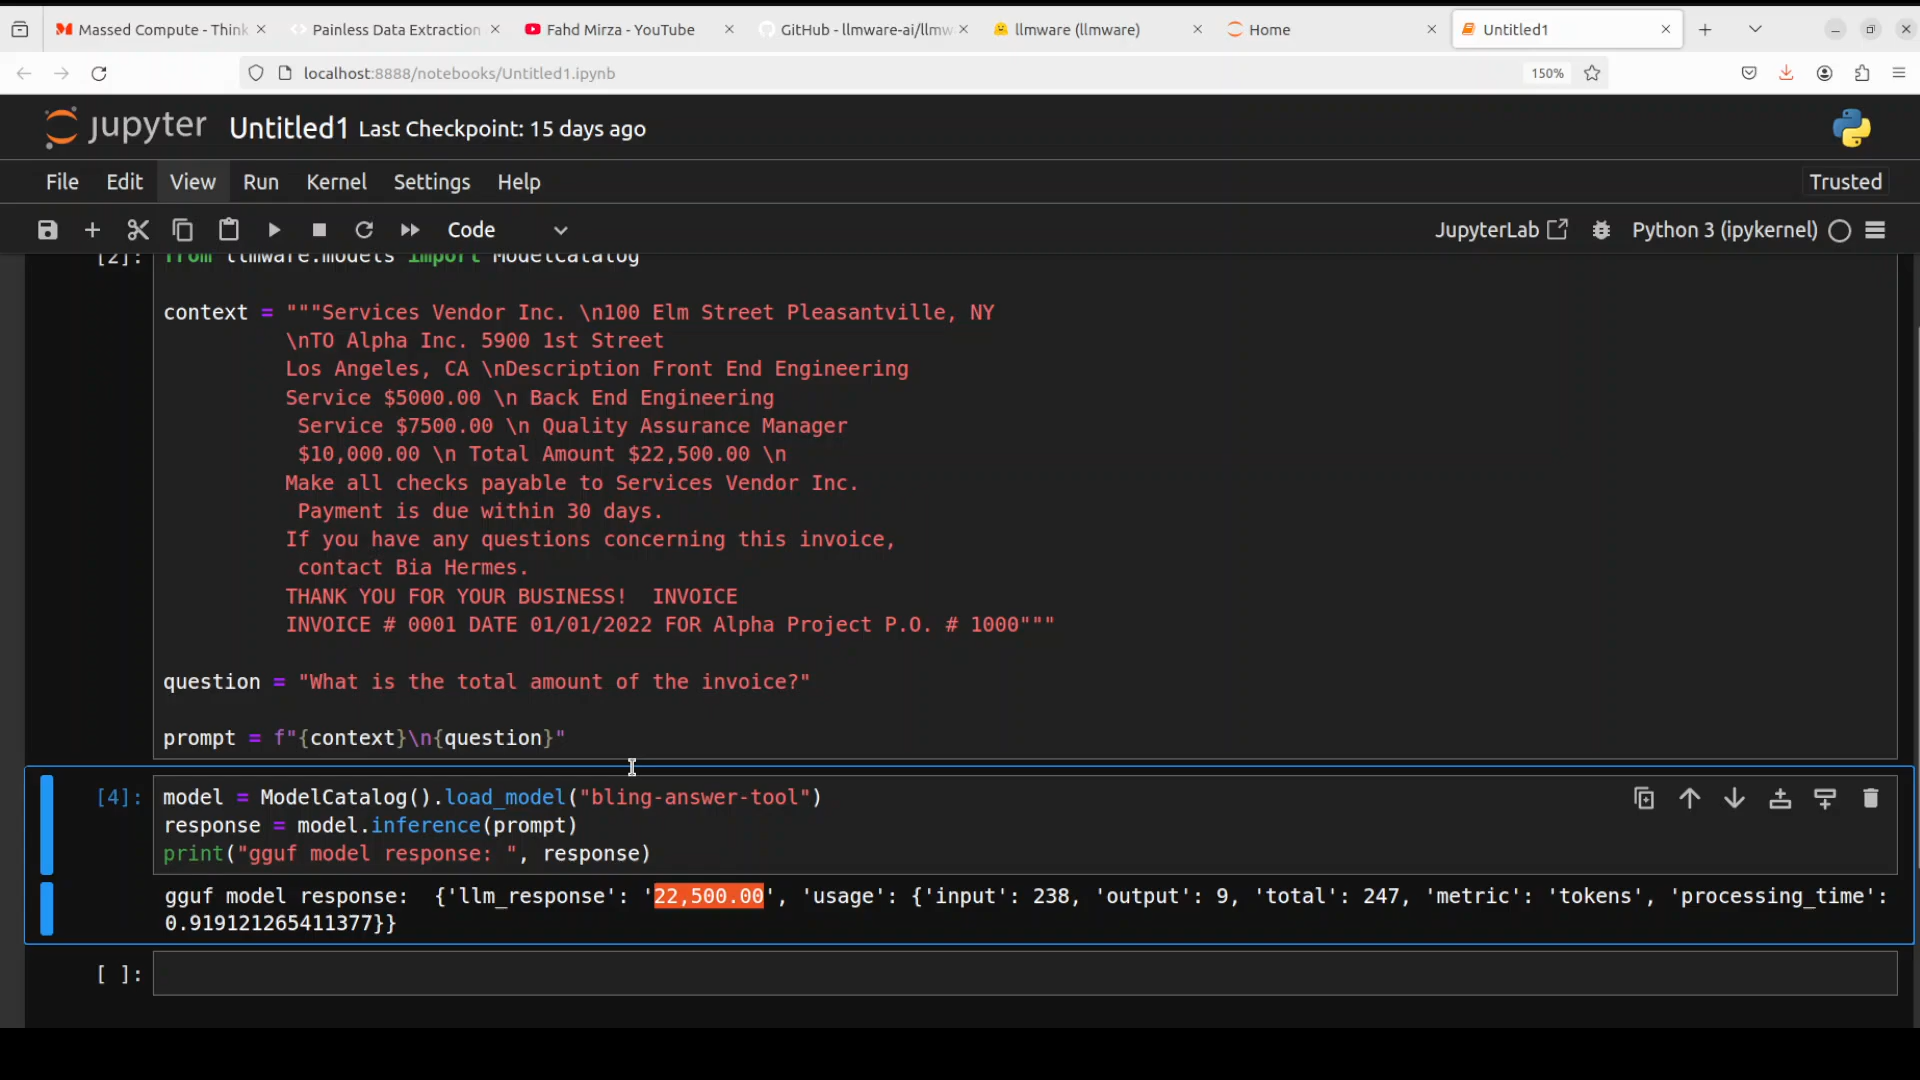 Massed Compute - Think
Painless Data Extraction
Fahd Mirza - YouTube
GitHub - llmware-ai/llmw
llmware (llmware)
Home
Untitled1
localhost:8888/notebooks/Untitled1.ipynb
150%
jupyter Untitled1 Last Checkpoint: 15 days ago
File Edit View Run Kernel Settings Help
Trusted
Code
JupyterLab
Python 3 (ipykernel)
[2]: from llmware.models import ModelCatalog
context = """Services Vendor Inc. \n100 Elm Street Pleasantville, NY
\nTO Alpha Inc. 5900 1st Street
Los Angeles, CA \nDescription Front End Engineering
Service $5000.00 \n Back End Engineering
Service $7500.00 \n Quality Assurance Manager
$10,000.00 \n Total Amount $22,500.00 \n
Make all checks payable to Services Vendor Inc.
Payment is due within 30 days.
If you have any questions concerning this invoice,
contact Bia Hermes.
THANK YOU FOR YOUR BUSINESS!  INVOICE
INVOICE # 0001 DATE 01/01/2022 FOR Alpha Project P.O. # 1000"""
question = "What is the total amount of the invoice?"
prompt = f"{context}\n{question}"
[4]: model = ModelCatalog().load_model("bling-answer-tool")
response = model.inference(prompt)
print("gguf model response: ", response)
gguf model response:  {'llm_response': '22,500.00', 'usage': {'input': 238, 'output': 9, 'total': 247, 'metric': 'tokens', 'processing_time':
0.919121265411377}}
[ ]: